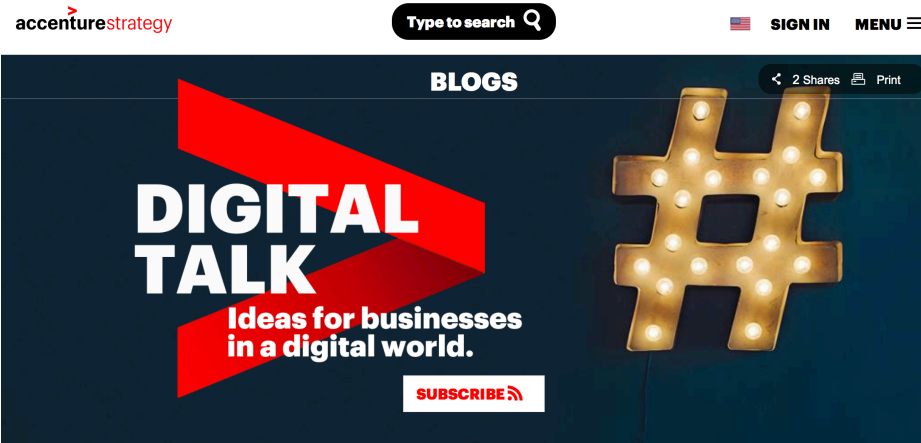 accenturestrategy
Type to search
SIGN IN
MENU
BLOGS
2 Shares
Print
DIGITAL
TALK
Ideas for businesses
in a digital world.
SUBSCRIBE
#